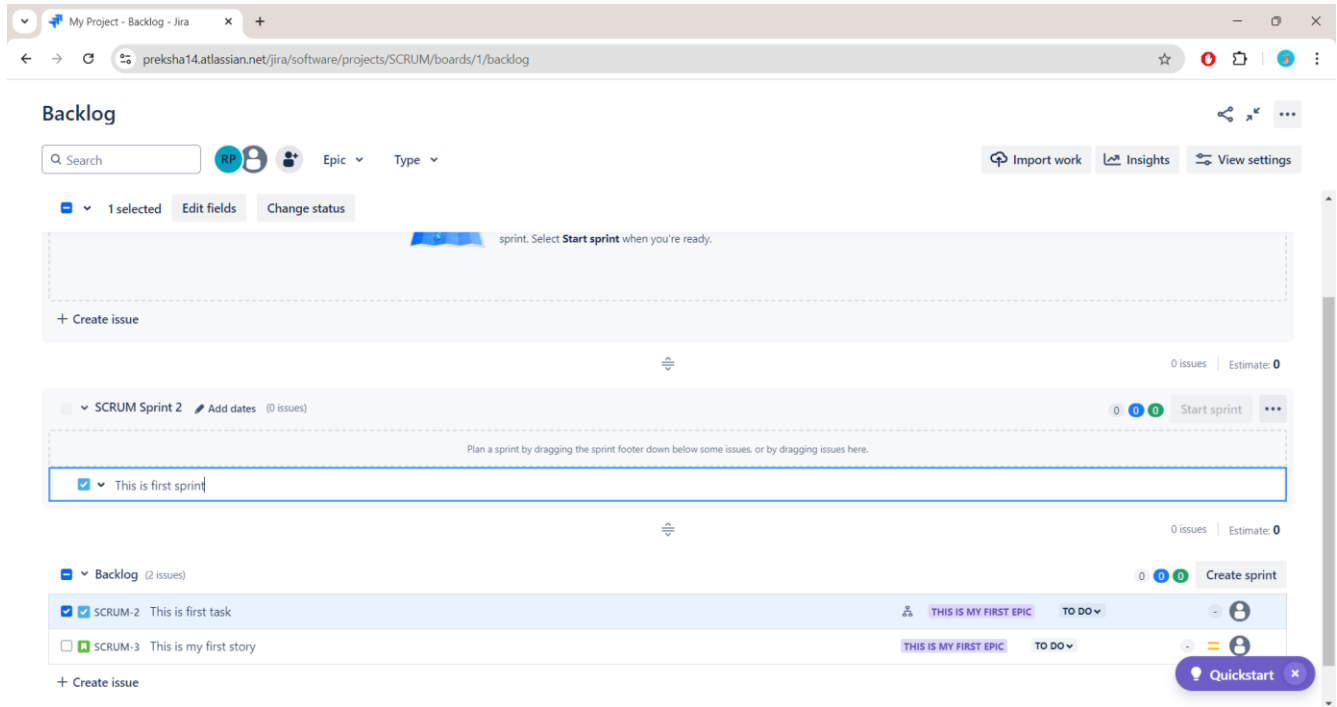 My Project - Backlog - Jira
preksha14.atlassian.net/jira/software/projects/SCRUM/boards/1/backlog
Backlog
Search RP Epic Type Import work Insights View settings
1 selected Edit fields Change status
sprint. Select Start sprint when you're ready.
+ Create issue
0 issues Estimate: 0
SCRUM Sprint 2 Add dates (0 issues) 0 0 0 Start sprint
Plan a sprint by dragging the sprint footer down below some issues, or by dragging issues here.
This is first sprint
0 issues Estimate: 0
Backlog (2 issues) 0 0 0 Create sprint
SCRUM-2 This is first task THIS IS MY FIRST EPIC TO DO -
SCRUM-3 This is my first story THIS IS MY FIRST EPIC TO DO -
+ Create issue
Quickstart